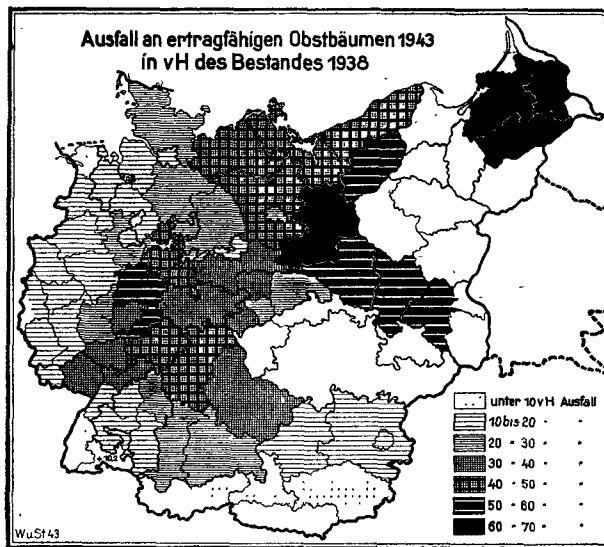 Ausfall an ertragfähigen Obstbäumen 1943
in vH des Bestandes 1938
unter 10 vH Ausfall
10 bis 20 " "
20 " 30 " "
30 " 40 " "
40 " 50 " "
50 " 60 " "
60 " 70 " "
WuSt 43